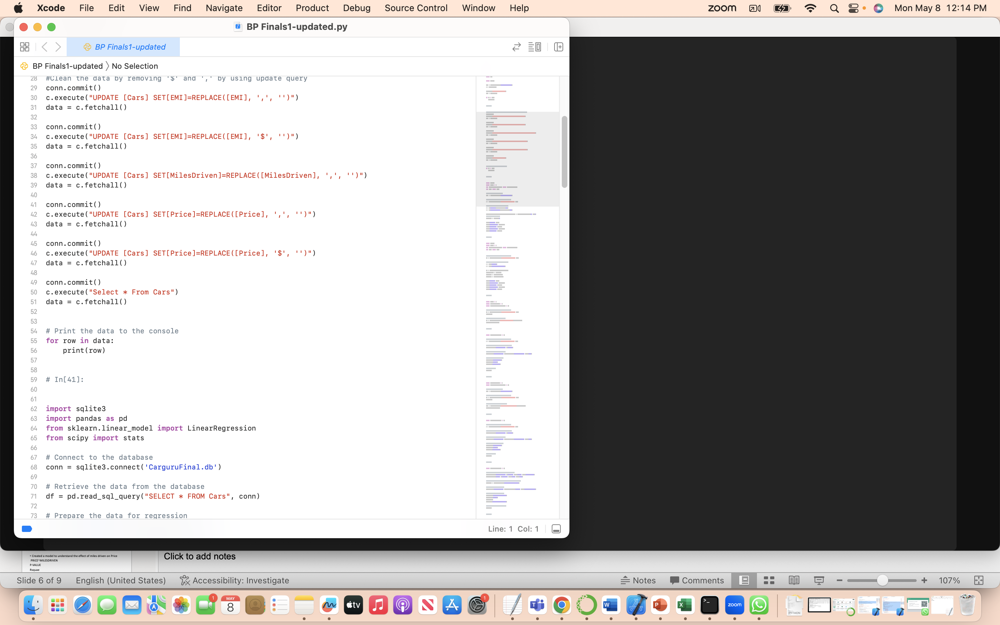 Xcode File Edit View Find Navigate Editor Product Debug Source Control Window Help zoom Mon May 8 12:14 PM
BP Finals1-updated.py
BP Finals1-updated
BP Finals1-updated No Selection
28 #Clean the data by removing '$' and ',' by using update query
29 conn.commit()
30 c.execute("UPDATE [Cars] SET[EMI]=REPLACE([EMI], ',', '')")
31 data = c.fetchall()
32
33 conn.commit()
34 c.execute("UPDATE [Cars] SET[EMI]=REPLACE([EMI], '$', '')")
35 data = c.fetchall()
36
37 conn.commit()
38 c.execute("UPDATE [Cars] SET[MilesDriven]=REPLACE([MilesDriven], ',', '')")
39 data = c.fetchall()
40
41 conn.commit()
42 c.execute("UPDATE [Cars] SET[Price]=REPLACE([Price], ',', '')")
43 data = c.fetchall()
44
45 conn.commit()
46 c.execute("UPDATE [Cars] SET[Price]=REPLACE([Price], '$', '')")
47 data = c.fetchall()
48
49 conn.commit()
50 c.execute("Select * From Cars")
51 data = c.fetchall()
52
53
54 # Print the data to the console
55 for row in data:
56     print(row)
57
58
59 # In[41]:
60
61
62 import sqlite3
63 import pandas as pd
64 from sklearn.linear_model import LinearRegression
65 from scipy import stats
66
67 # Connect to the database
68 conn = sqlite3.connect('CarguruFinal.db')
69
70 # Retrieve the data from the database
71 df = pd.read_sql_query("SELECT * FROM Cars", conn)
72
73 # Prepare the data for regression
Line: 1 Col: 1
• Created a model to understand the effect of miles driven on Price
PRICE~MILESDRIVEN
P-VALUE
Rsquae
Click to add notes
Slide 6 of 9 English (United States) Accessibility: Investigate Notes Comments 107%
1 MAY 8 tv 1 T W P X >_ zoom PYTHON